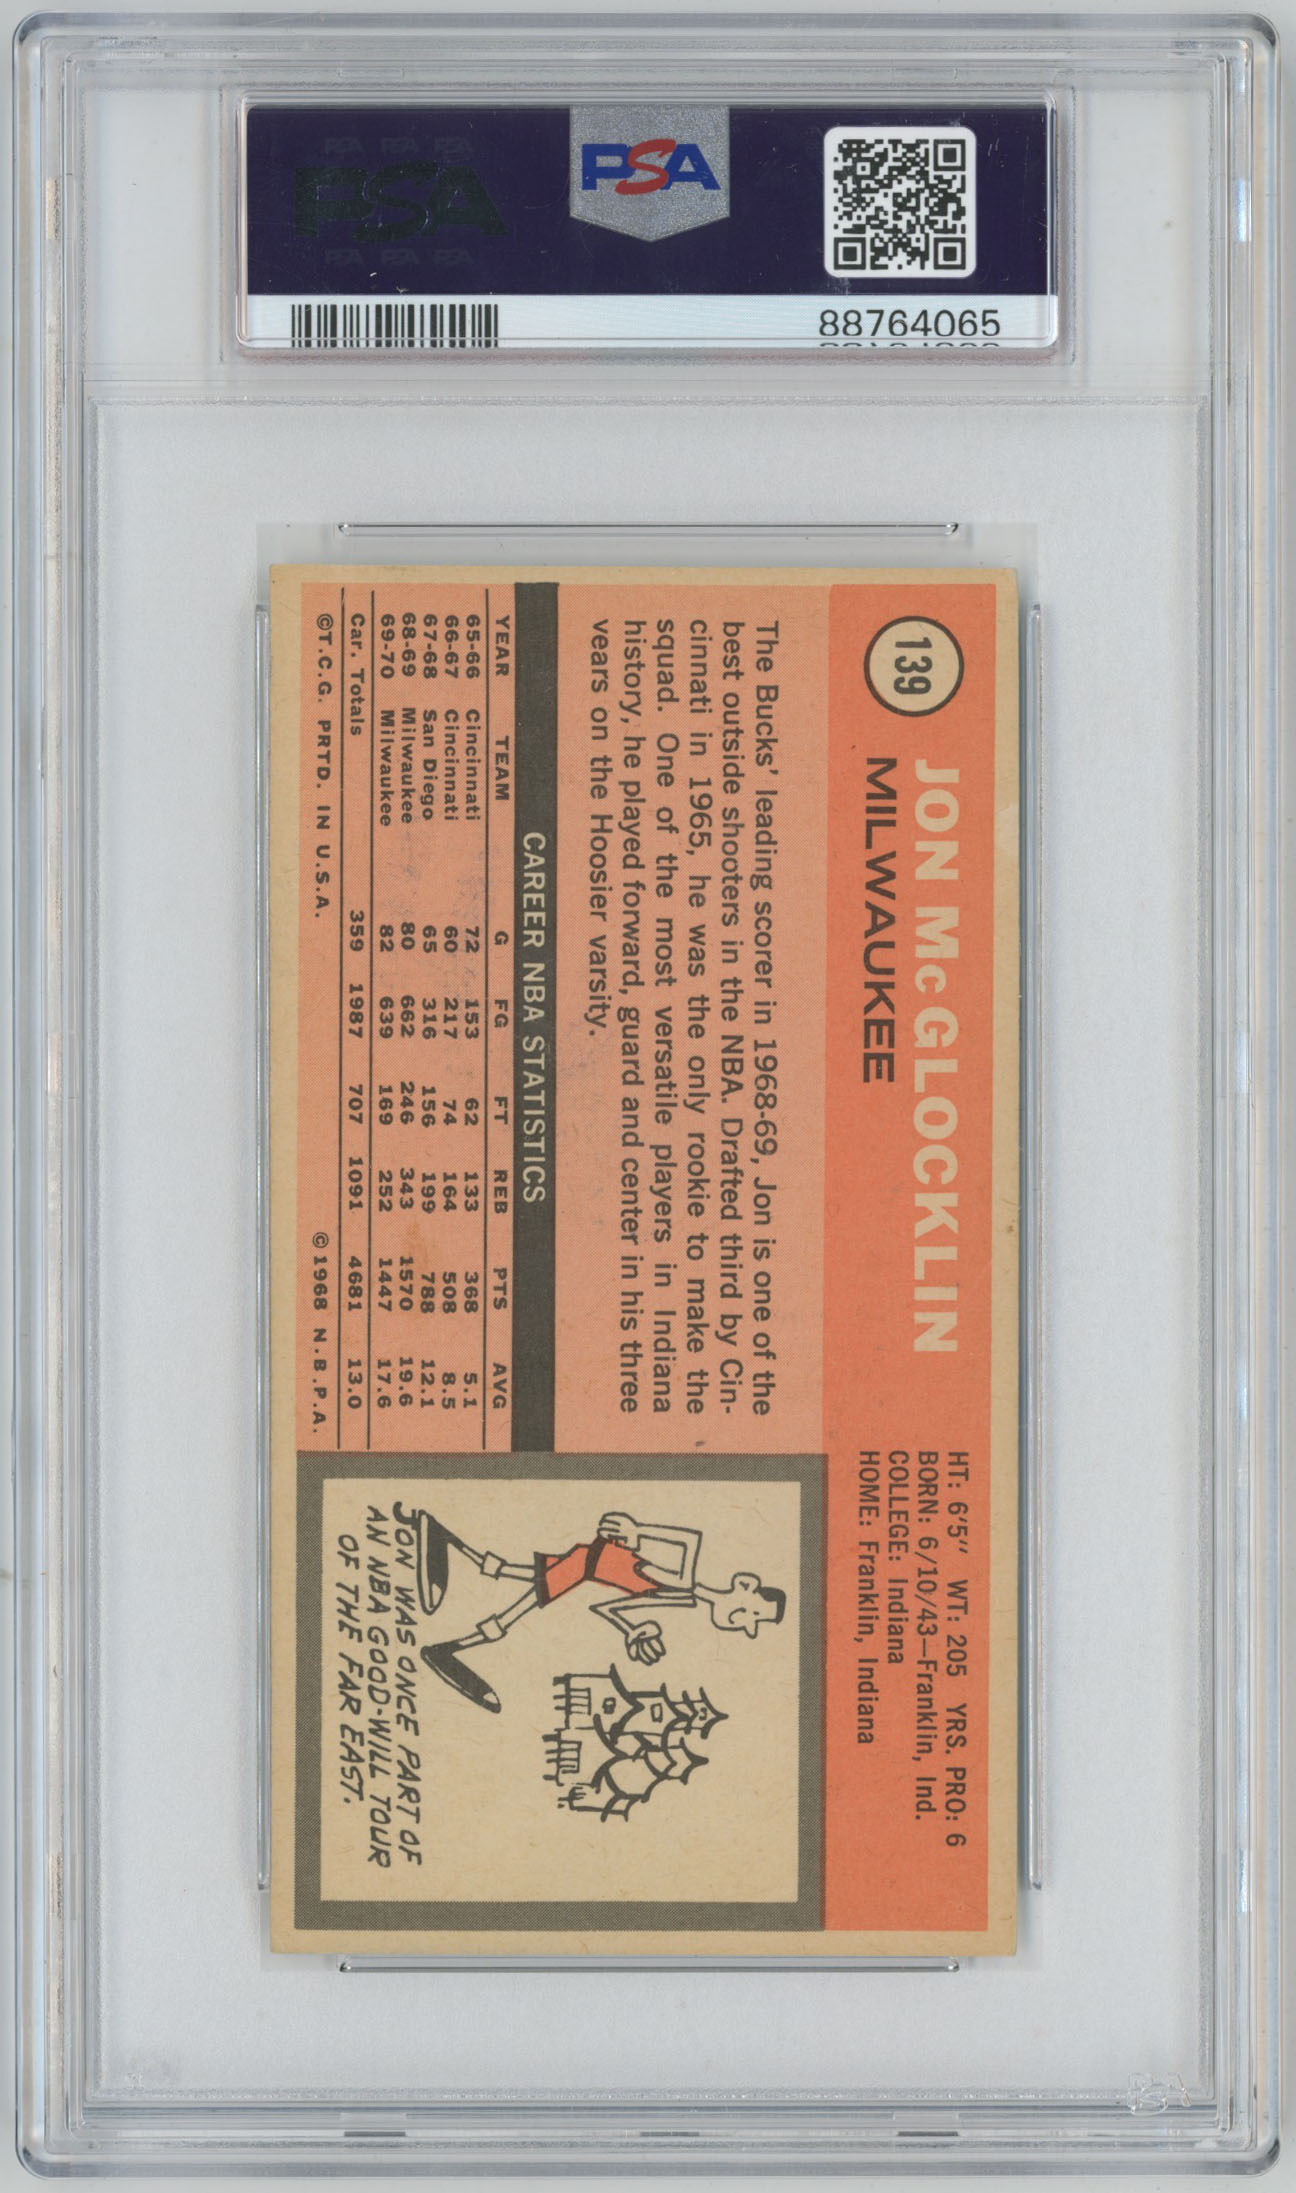 PSA PSA PSA
PSA
PSA PSA PSA
PSA
88764065
139
JON McGLOCKLIN
MILWAUKEE
HT: 6'5" WT: 205 YRS. PRO: 6
BORN: 6/10/43—Franklin, Ind.
COLLEGE: Indiana
HOME: Franklin, Indiana
The Bucks' leading scorer in 1968-69, Jon is one of the
best outside shooters in the NBA. Drafted third by Cin-
cinnati in 1965, he was the only rookie to make the
squad. One of the most versatile players in Indiana
history, he played forward, guard and center in his three
years on the Hoosier varsity.
CAREER NBA STATISTICS
YEAR TEAM G FG FT REB PTS AVG
65-66 Cincinnati 72 153 62 133 368 5.1
66-67 Cincinnati 60 217 74 164 508 8.5
67-68 San Diego 65 316 156 199 788 12.1
68-69 Milwaukee 80 662 246 343 1570 19.6
69-70 Milwaukee 82 639 169 252 1447 17.6
Car. Totals 359 1987 707 1091 4681 13.0
©T.C.G. PRTD. IN U.S.A. ©1968 N.B.P.A.
JON WAS ONCE PART OF
AN NBA GOOD-WILL TOUR
OF THE FAR EAST.
PSA